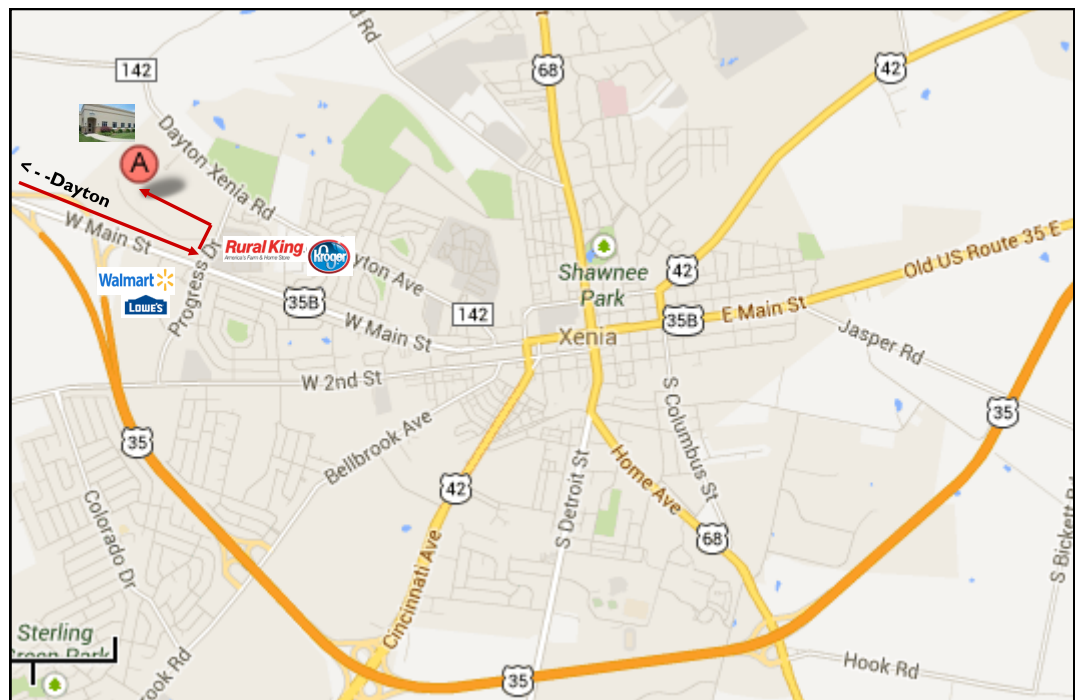 d Rd
68
42
142
A
Dayton Xenia Rd
< - -Dayton
W Main St
Progress Dr
Rural King
America's Farm & Home Store
Kroger
Dayton Ave
Walmart
LOWE'S
35B
142
W Main St
Shawnee
Park
42
Old US Route 35 E
E Main St
35B
Xenia
Jasper Rd
W 2nd St
S Columbus St
35
35
Bellbrook Ave
Home Ave
42
Colorado Dr
S Detroit St
68
S Bickett Rd
Cincinnati Ave
Sterling
Green Park
brook Rd
35
Hook Rd